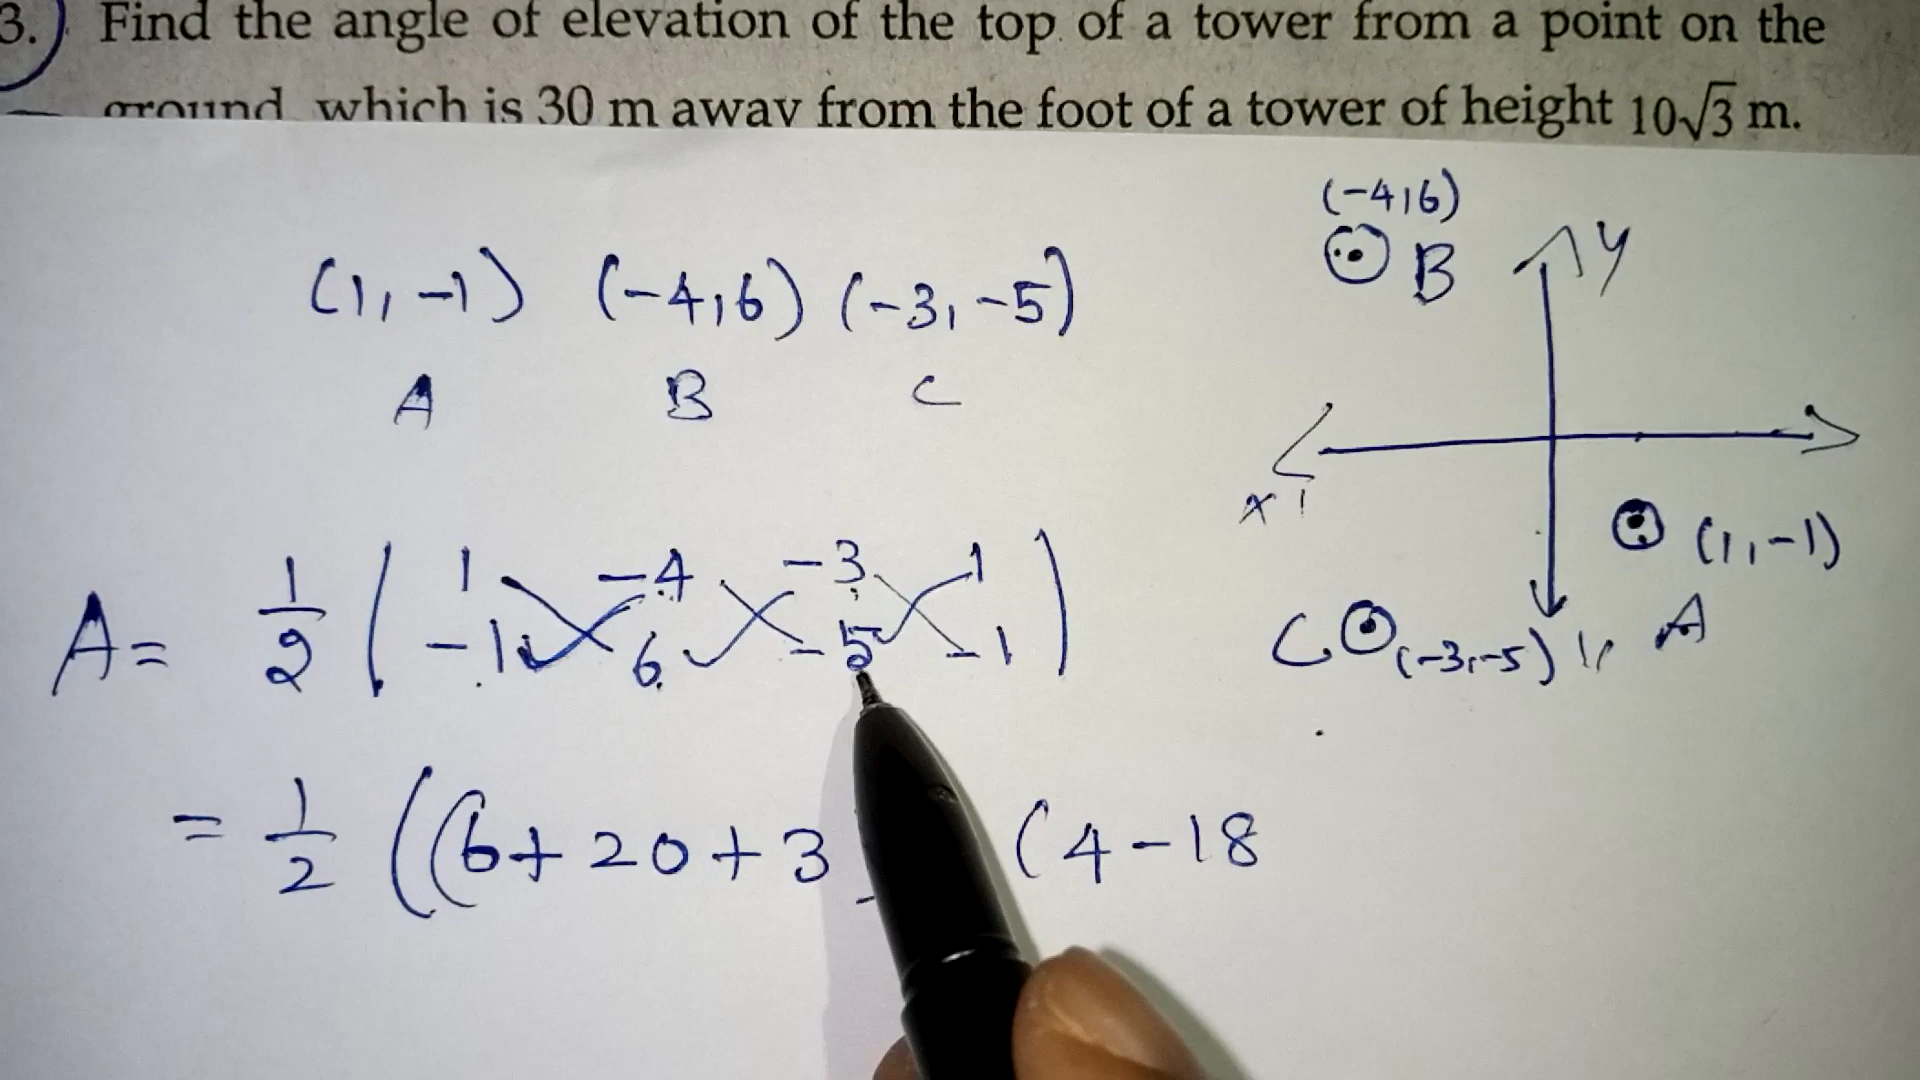 3. Find the angle of elevation of the top of a tower from a point on the
ground, which is 30 m away from the foot of a tower of height 10√3 m.
(-4,6)
B
y
(1,-1) (-4,6) (-3,-5)
A B C
x'
(1,-1)
A
C (-3,-5)
A = 1/2 ( 1 -4 -3 1
-1 6 -5 -1 )
= 1/2 ((6+20+3 (4-18